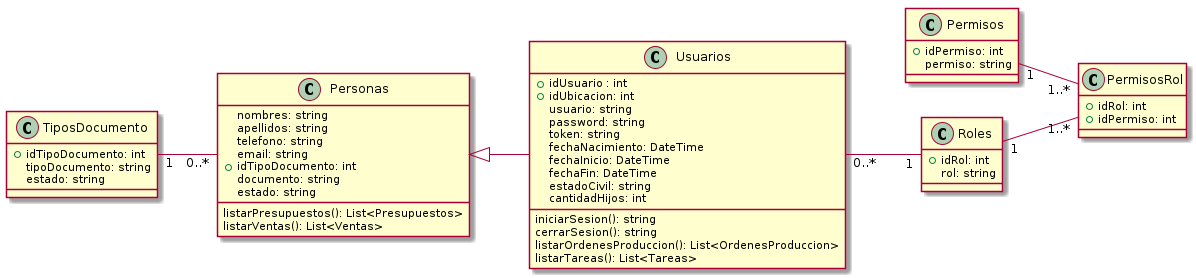 C TiposDocumento
idTipoDocumento: int
tipoDocumento: string
estado: string
1
0..*
C Personas
nombres: string
apellidos: string
telefono: string
email: string
idTipoDocumento: int
documento: string
estado: string
listarPresupuestos(): List<Presupuestos>
listarVentas(): List<Ventas>
C Usuarios
idUsuario : int
idUbicacion: int
usuario: string
password: string
token: string
fechaNacimiento: DateTime
fechaInicio: DateTime
fechaFin: DateTime
estadoCivil: string
cantidadHijos: int
iniciarSesion(): string
cerrarSesion(): string
listarOrdenesProduccion(): List<OrdenesProduccion>
listarTareas(): List<Tareas>
0..*
1
C Permisos
idPermiso: int
permiso: string
1
1..*
C Roles
idRol: int
rol: string
1
1..*
C PermisosRol
idRol: int
idPermiso: int